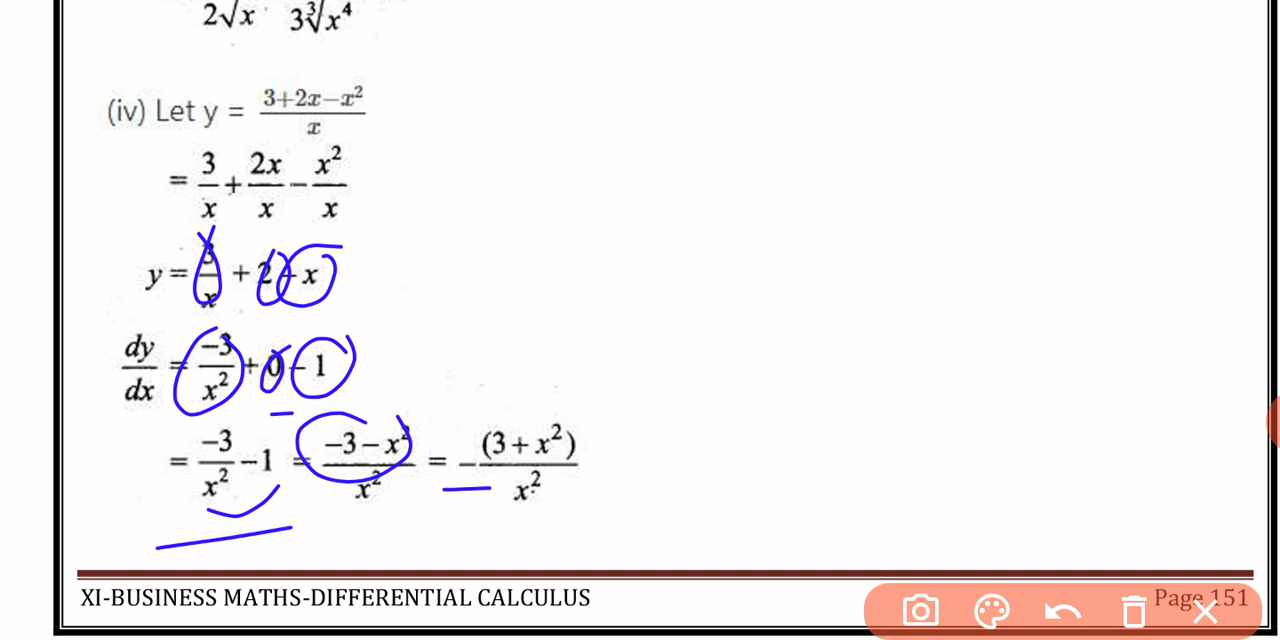 2√x 3∛x⁴
(iv) Let y = (3+2x−x²)/x
= 3/x + 2x/x − x²/x
y = 3/x + 2 − x
dy/dx = −3/x² + 0 − 1
= −3/x² − 1 = (−3 − x²)/x² = −(3 + x²)/x²
XI-BUSINESS MATHS-DIFFERENTIAL CALCULUS Page 151